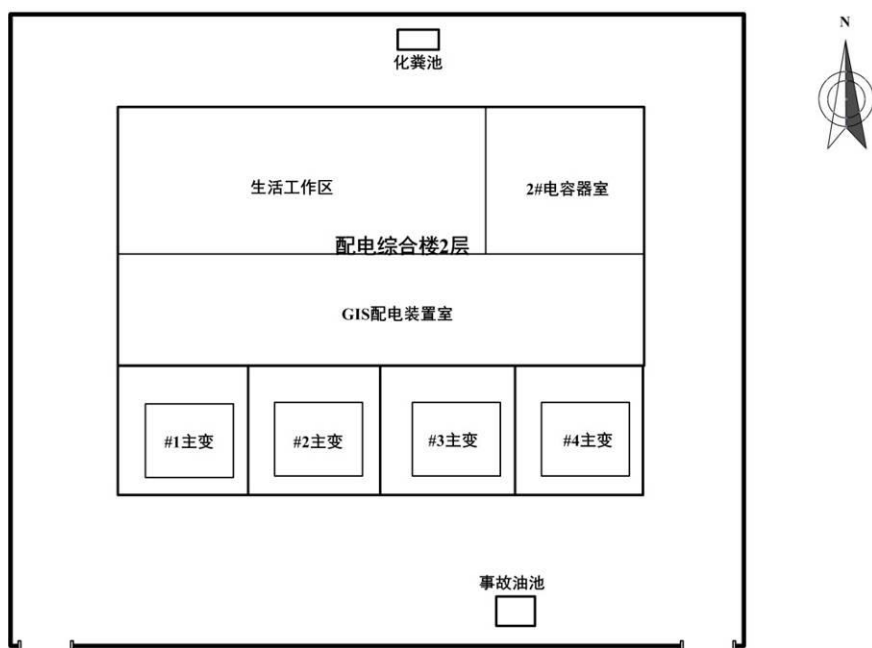 N
化粪池
生活工作区
2#电容器室
配电综合楼2层
GIS配电装置室
#1主变
#2主变
#3主变
#4主变
事故油池